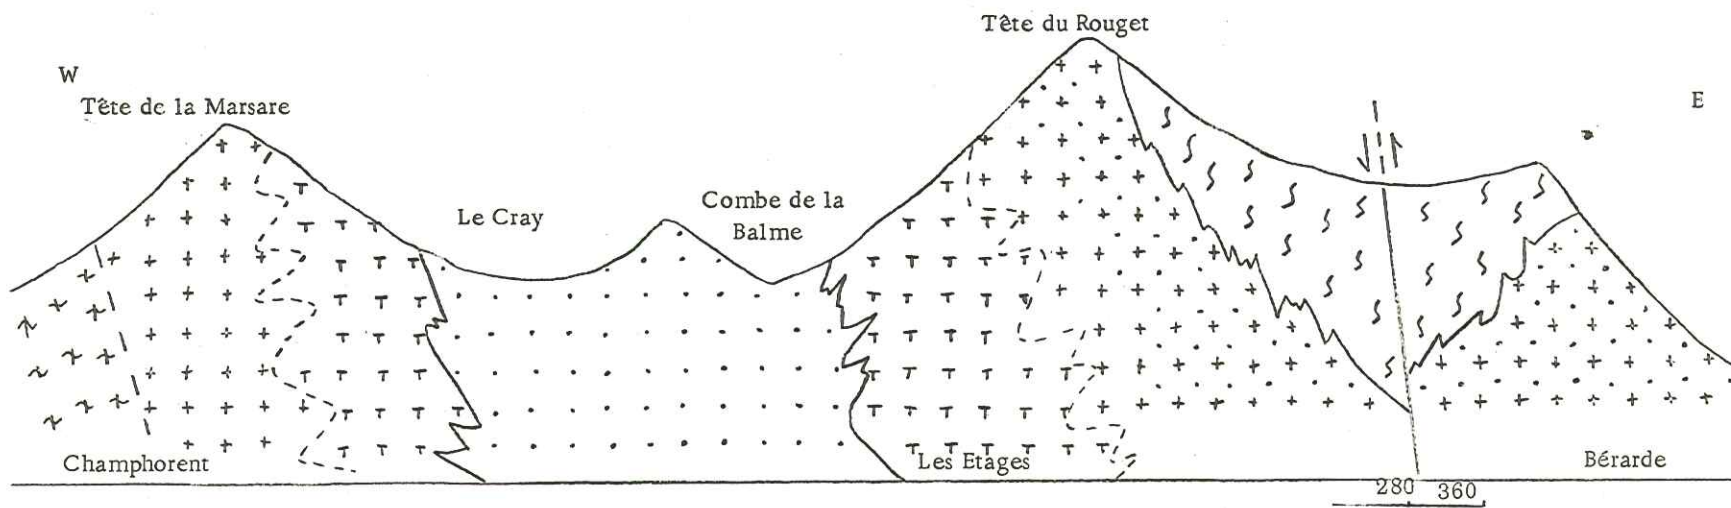 Tête du Rouget
W
Tête de la Marsare
E
Le Cray
Combe de la
Balme
Champhorent
Les Etages
Bérarde
280 360